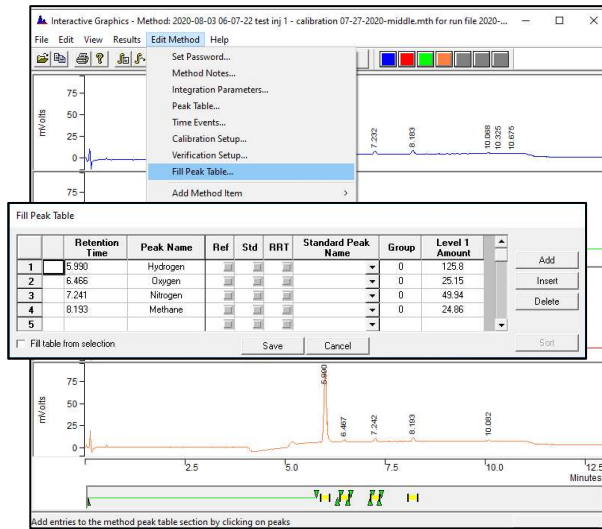 Interactive Graphics - Method: 2020-08-03 06-07-22 test inj 1 - calibration 07-27-2020-middle.mth for run file 2020-...
File Edit View Results Edit Method Help
Set Password...
Method Notes...
Integration Parameters...
Peak Table...
Time Events...
Calibration Setup...
Verification Setup...
Fill Peak Table...
Add Method Item >
75
50
25
0
mVolts
7.232
8.183
10.068
10.325
10.675
75
Fill Peak Table
Retention Time Peak Name Ref Std RRT Standard Peak Name Group Level 1 Amount
1 5.990 Hydrogen 0 125.8
2 6.466 Oxygen 0 25.15
3 7.241 Nitrogen 0 49.94
4 8.193 Methane 0 24.86
5
Add
Insert
Delete
Sort
Fill table from selection Save Cancel
75
50
25
0
mVolts
5.990
6.467
7.242
8.193
10.082
2.5 5.0 7.5 10.0 12.5
Minutes
Add entries to the method peak table section by clicking on peaks